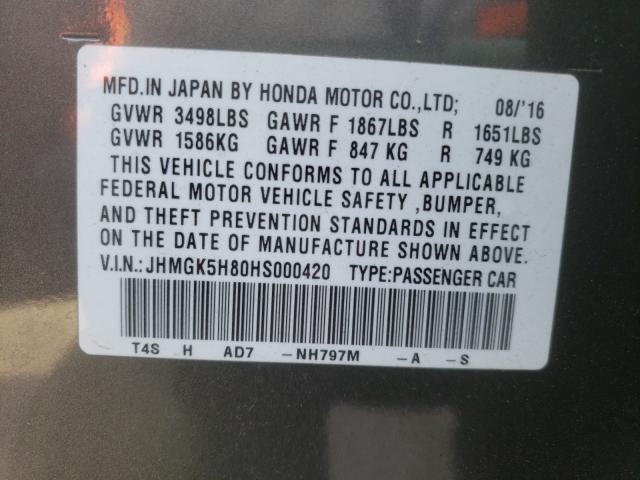 MFD.IN JAPAN BY HONDA MOTOR CO.,LTD; 08/'16
GVWR 3498LBS GAWR F 1867LBS R 1651LBS
GVWR 1586KG GAWR F 847 KG R 749 KG
THIS VEHICLE CONFORMS TO ALL APPLICABLE
FEDERAL MOTOR VEHICLE SAFETY ,BUMPER,
AND THEFT PREVENTION STANDARDS IN EFFECT
ON THE DATE OF MANUFACTURE SHOWN ABOVE.
V.I.N.:JHMGK5H80HS000420 TYPE:PASSENGER CAR
T4S H AD7 -NH797M -A -S